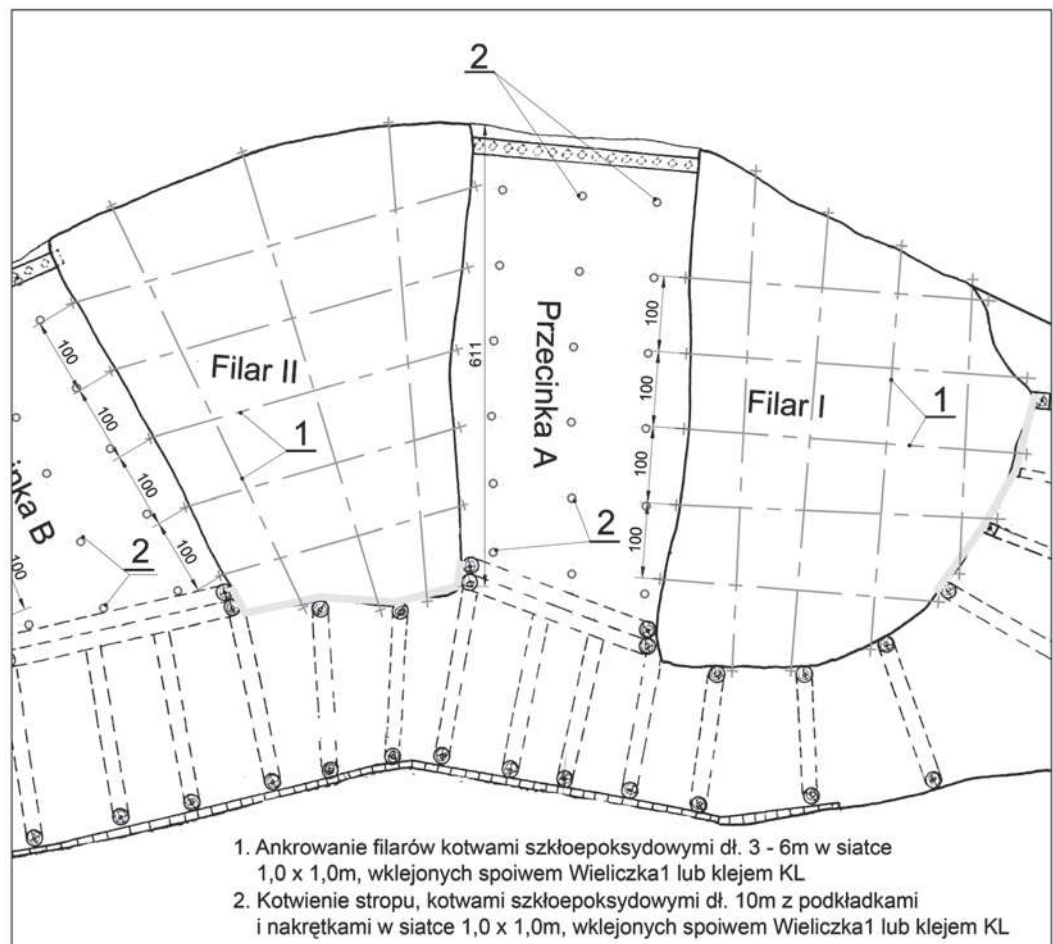 2
Filar II
Przecinka A
Filar I
611
100
100
100
100
100
100
100
100
1
1
2
2
inka B
100
1. Ankrowanie filarów kotwami szkłoepoksydowymi dł. 3 - 6m w siatce
1,0 x 1,0m, wklejonych spoiwem Wieliczka1 lub klejem KL
2. Kotwienie stropu, kotwami szkłoepoksydowymi dł. 10m z podkładkami
i nakrętkami w siatce 1,0 x 1,0m, wklejonych spoiwem Wieliczka1 lub klejem KL